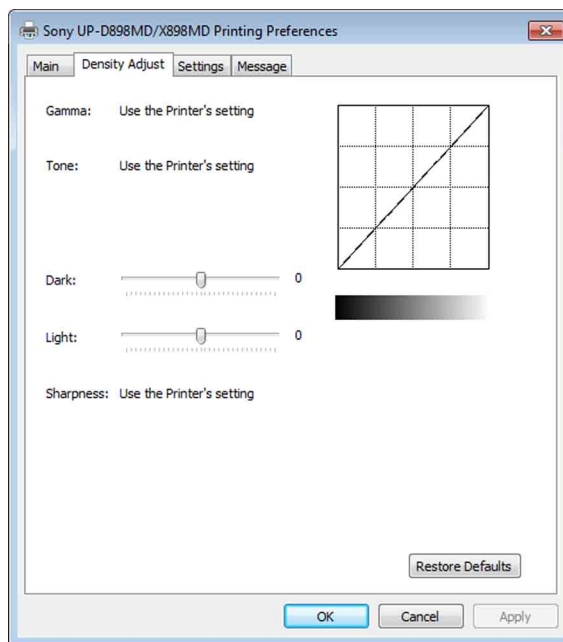 Sony UP-D898MD/X898MD Printing Preferences
Main Density Adjust Settings Message
Gamma: Use the Printer's setting
Tone: Use the Printer's setting
Dark: 0
Light: 0
Sharpness: Use the Printer's setting
Restore Defaults
OK Cancel Apply